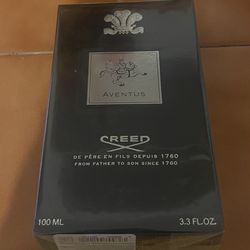 AVENTUS
CREED
DE PÈRE EN FILS DEPUIS 1760
FROM FATHER TO SON SINCE 1760
100 ML 3.3 FL.OZ.